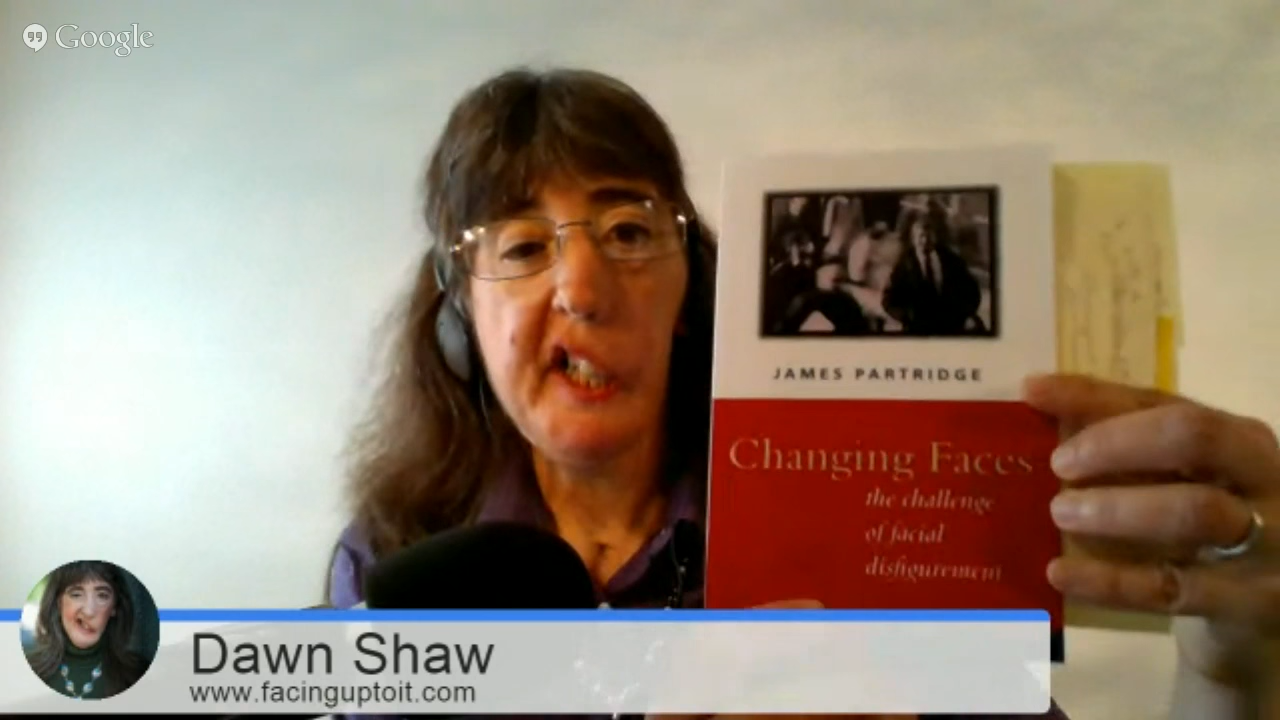 Google
JAMES PARTRIDGE
Changing Faces
the challenge
of facial
disfigurement
Dawn Shaw
www.facinguptoit.com